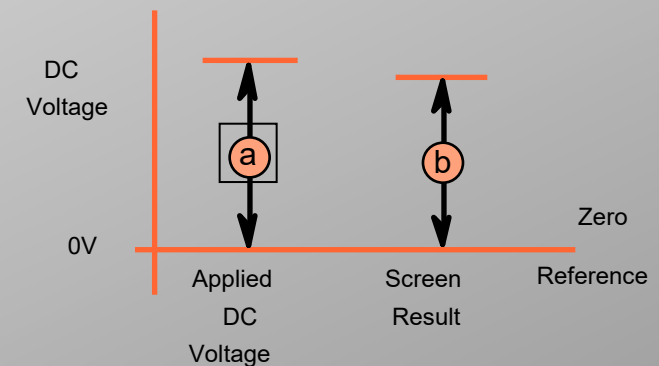 DC
Voltage
a
b
0V
Zero
Reference
Applied
DC
Voltage
Screen
Result